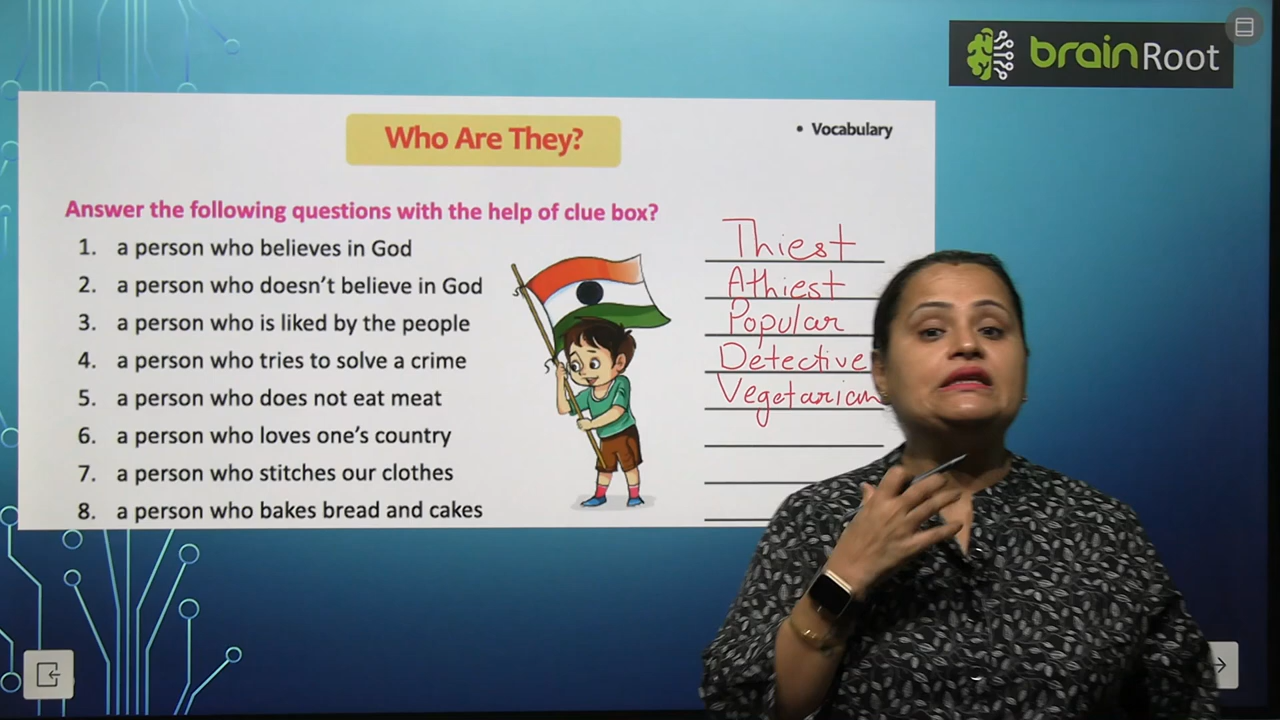 brainRoot
Who Are They?
• Vocabulary
Answer the following questions with the help of clue box?
1. a person who believes in God Thiest
2. a person who doesn't believe in God Athiest
3. a person who is liked by the people Popular
4. a person who tries to solve a crime Detective
5. a person who does not eat meat Vegetarian
6. a person who loves one's country
7. a person who stitches our clothes
8. a person who bakes bread and cakes